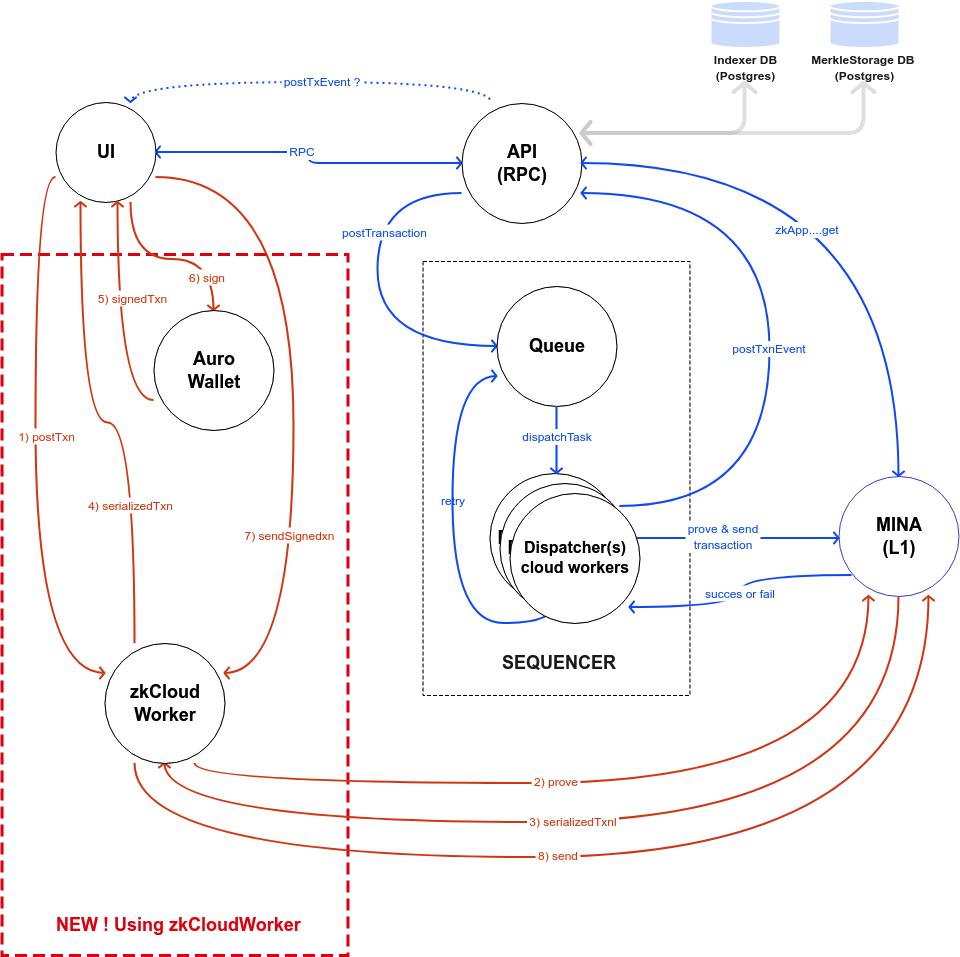 Indexer DB
(Postgres)
MerkleStorage DB
(Postgres)
postTxEvent ?
UI
RPC
API
(RPC)
postTransaction
zkApp....get
6) sign
5) signedTxn
Auro
Wallet
Queue
postTxnEvent
1) postTxn
dispatchTask
4) serializedTxn
retry
7) sendSignedxn
Dispatcher(s)
cloud workers
prove & send
transaction
MINA
(L1)
succes or fail
SEQUENCER
zkCloud
Worker
2) prove
3) serializedTxnl
8) send
NEW ! Using zkCloudWorker